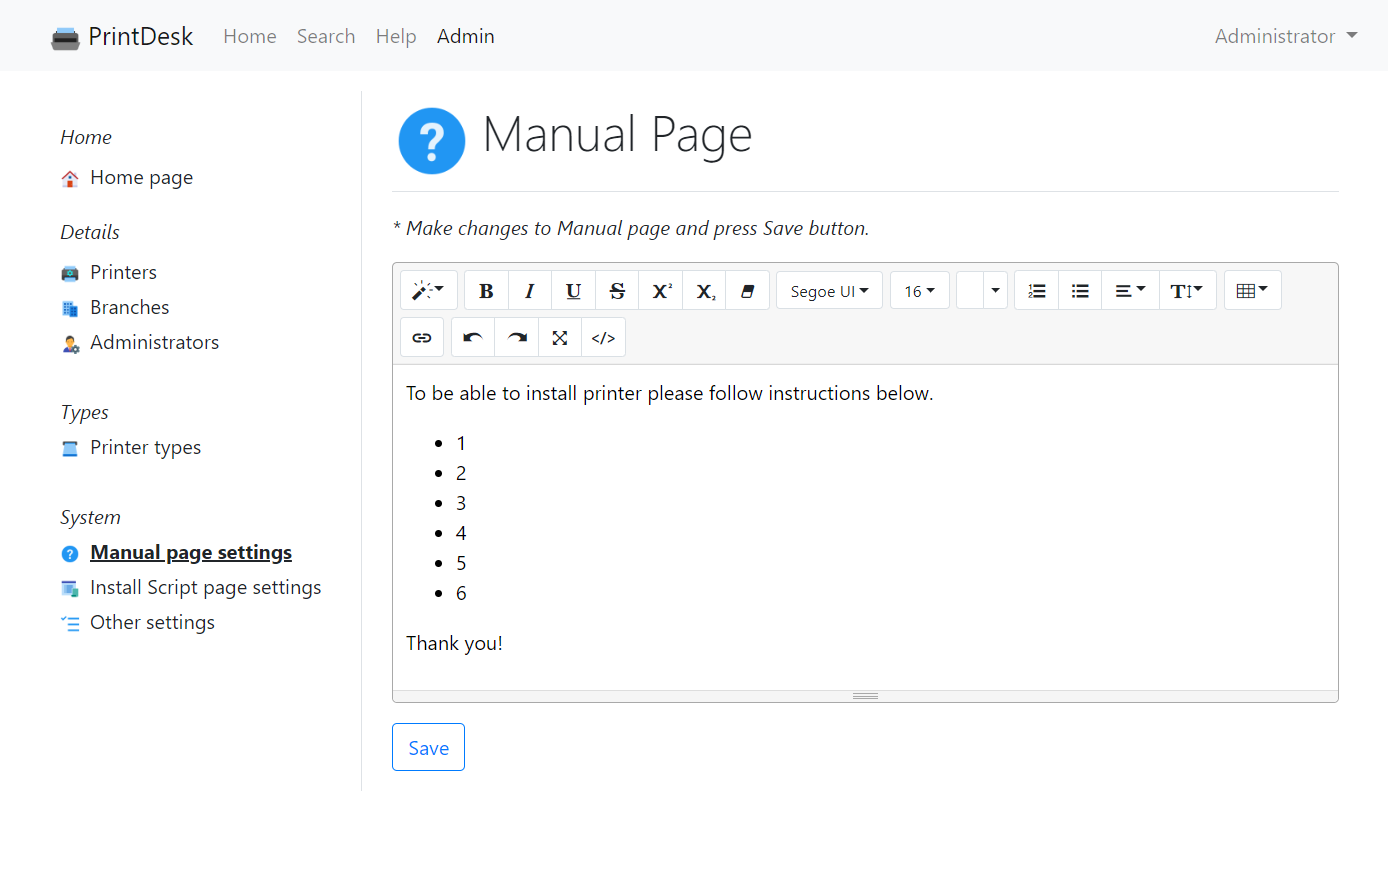 PrintDesk Home Search Help Admin Administrator
Home
Home page
Details
Printers
Branches
Administrators
Types
Printer types
System
Manual page settings
Install Script page settings
Other settings
Manual Page
* Make changes to Manual page and press Save button.
B I U S X² X₂ Segoe UI 16 T
</>
To be able to install printer please follow instructions below.
• 1
• 2
• 3
• 4
• 5
• 6
Thank you!
Save